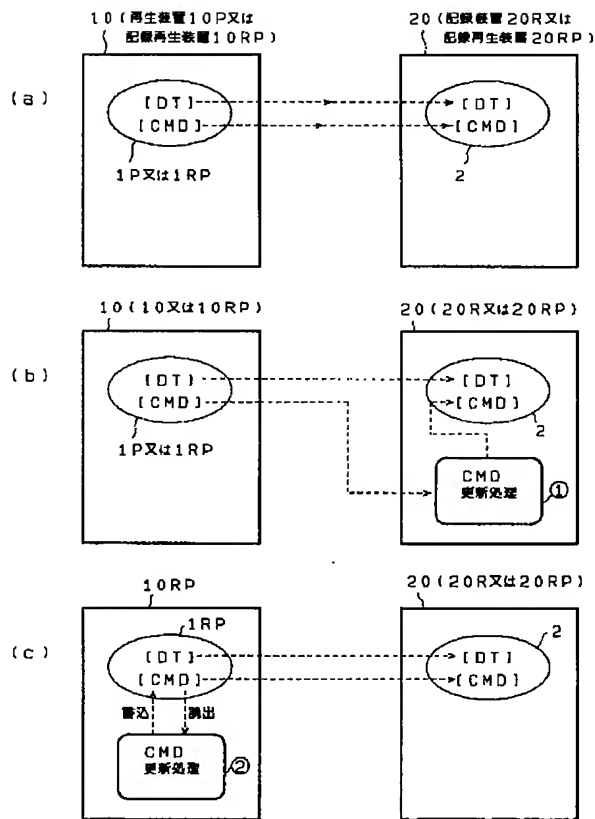 10(再生装置10P又は
記録再生装置10RP)
20(記録装置20R又は
記録再生装置20RP)
(a)
[DT]
[CMD]
1P又は1RP
[DT]
[CMD]
2
10(10又は10RP)
20(20R又は20RP)
(b)
[DT]
[CMD]
1P又は1RP
[DT]
[CMD]
2
CMD
更新処理
①
10RP
20(20R又は20RP)
(c)
1RP
[DT]
[CMD]
書込
読出
CMD
更新処理
②
2
[DT]
[CMD]